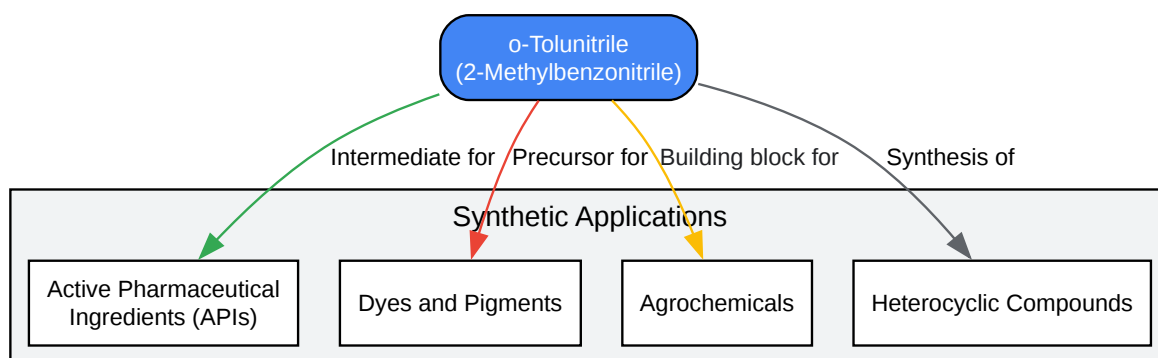 o-Tolunitrile
(2-Methylbenzonitrile)
Intermediate for
Precursor for
Building block for
Synthesis of
Synthetic Applications
Active Pharmaceutical
Ingredients (APIs)
Dyes and Pigments
Agrochemicals
Heterocyclic Compounds